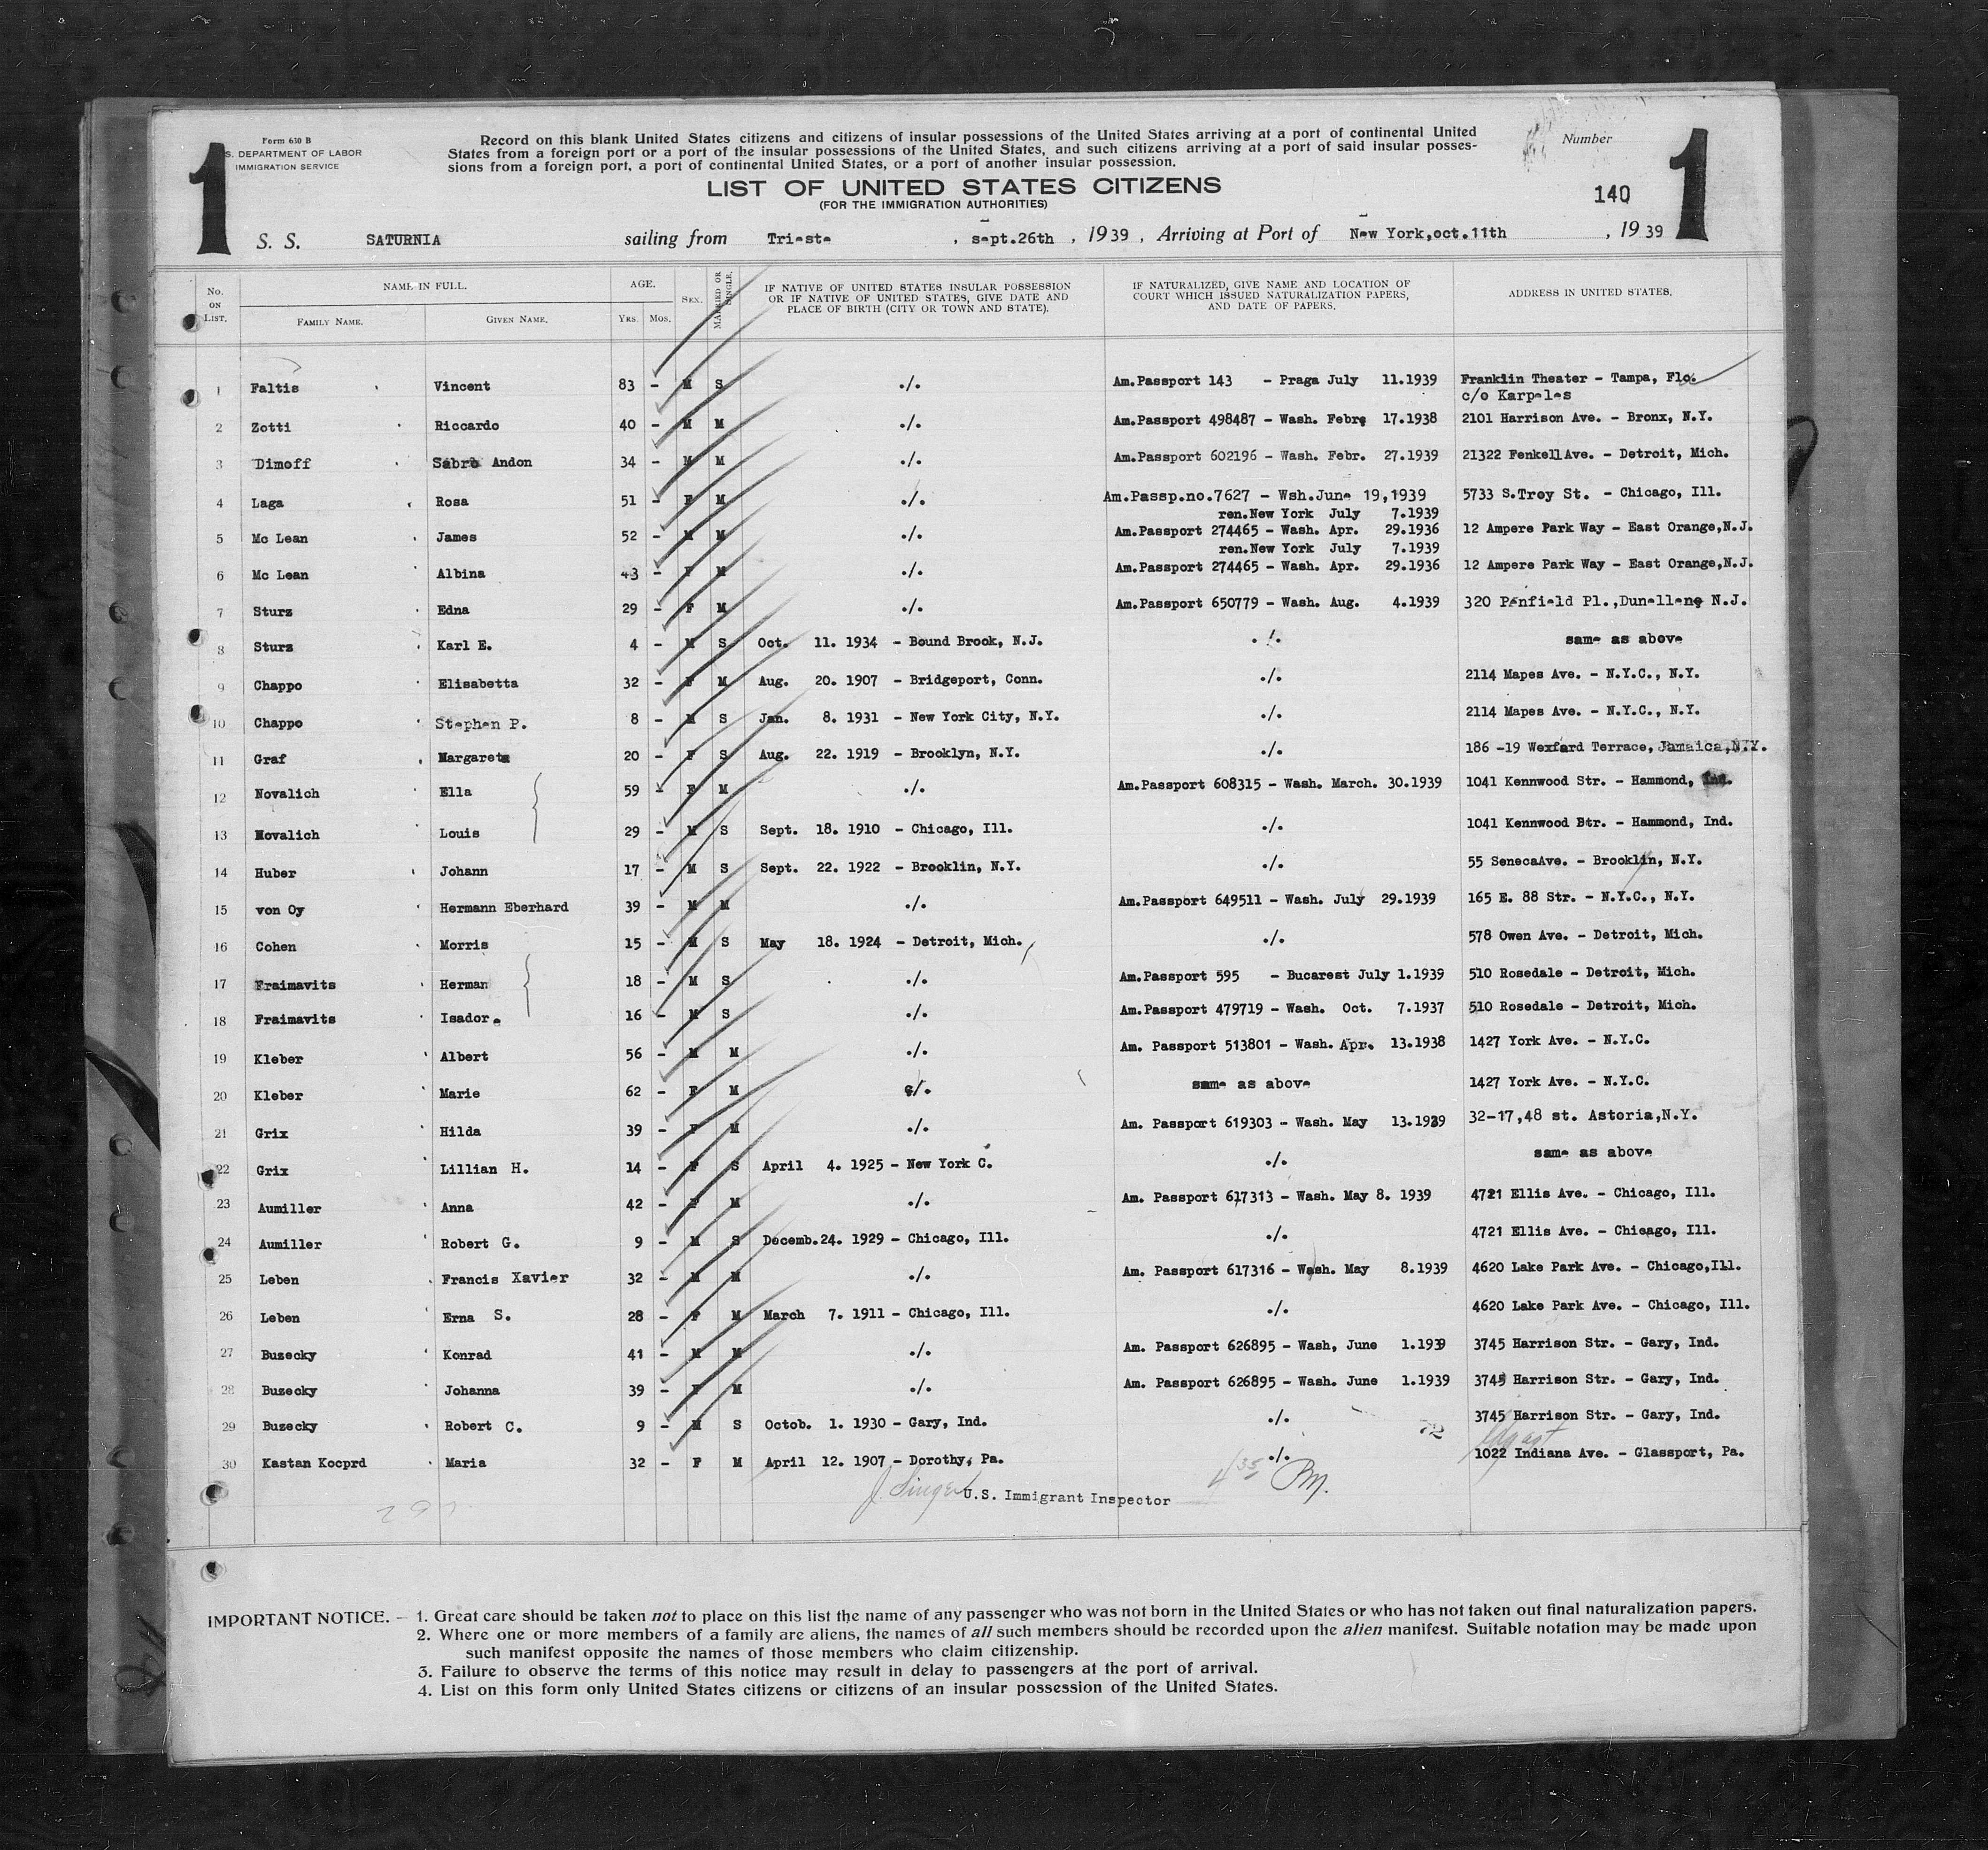 Form 630 B
S. DEPARTMENT OF LABOR
IMMIGRATION SERVICE
1
Record on this blank United States citizens and citizens of insular possessions of the United States arriving at a port of continental United
States from a foreign port or a port of the insular possessions of the United States, and such citizens arriving at a port of said insular posses-
sions from a foreign port, a port of continental United States, or a port of another insular possession.
LIST OF UNITED STATES CITIZENS
(FOR THE IMMIGRATION AUTHORITIES)
Number
140
1
S. S. SATURNIA sailing from Trieste , sept.26th , 1939 , Arriving at Port of New York,oct.11th , 1939
No. ON LIST. NAME IN FULL. FAMILY NAME. GIVEN NAME. AGE. YRS. MOS. SEX. MARRIED OR SINGLE. IF NATIVE OF UNITED STATES INSULAR POSSESSION OR IF NATIVE OF UNITED STATES, GIVE DATE AND PLACE OF BIRTH (CITY OR TOWN AND STATE). IF NATURALIZED, GIVE NAME AND LOCATION OF COURT WHICH ISSUED NATURALIZATION PAPERS, AND DATE OF PAPERS. ADDRESS IN UNITED STATES.
1 Faltis Vincent 83 - M S ./. Am.Passport 143 - Praga July 11.1939 Franklin Theater - Tampa, Flo.
c/o Karpeles
2 Zotti Riccardo 40 - M M ./. Am.Passport 498487 - Wash. Febr. 17.1938 2101 Harrison Ave. - Bronx, N.Y.
3 Dimoff Sabro Andon 34 - M M ./. Am.Passport 602196 - Wash. Febr. 27.1939 21322 FenkellAve. - Detroit, Mich.
4 Laga Rosa 51 - F M ./. Am.Passp.no.7627 - Wsh.June 19,1939 5733 S.Troy St. - Chicago, Ill.
ren.New York July 7.1939
5 Mc Lean James 52 - M M ./. Am.Passport 274465 - Wash. Apr. 29.1936 12 Ampere Park Way - East Orange,N.J.
ren.New York July 7.1939
6 Mc Lean Albina 43 - F M ./. Am.Passport 274465 - Wash. Apr. 29.1936 12 Ampere Park Way - East Orange,N.J.
7 Sturz Edna 29 - F M ./. Am.Passport 650779 - Wash. Aug. 4.1939 320 Penfield Pl.,Dunellene N.J.
8 Sturz Karl E. 4 - M S Oct. 11. 1934 - Bound Brook, N.J. ./. same as above
9 Chappo Elisabetta 32 - F M Aug. 20. 1907 - Bridgeport, Conn. ./. 2114 Mapes Ave. - N.Y.C., N.Y.
10 Chappo Stephen P. 8 - M S Jan. 8. 1931 - New York City, N.Y. ./. 2114 Mapes Ave. - N.Y.C., N.Y.
11 Graf Margareta 20 - F S Aug. 22. 1919 - Brooklyn, N.Y. ./. 186 -19 Wexfard Terrace, Jamaica,N.Y.
12 Novalich Ella 59 - F M ./. Am.Passport 608315 - Wash. March. 30.1939 1041 Kennwood Str. - Hammond, Ind.
13 Novalich Louis 29 - M S Sept. 18. 1910 - Chicago, Ill. ./. 1041 Kennwood Btr. - Hammond, Ind.
14 Huber Johann 17 - M S Sept. 22. 1922 - Brooklin, N.Y. ./. 55 SenecaAve. - Brooklin, N.Y.
15 von Oy Hermann Eberhard 39 - M M ./. Am.Passport 649511 - Wash. July 29.1939 165 E. 88 Str. - N.Y.C., N.Y.
16 Cohen Morris 15 - M S May 18. 1924 - Detroit, Mich. ./. 578 Owen Ave. - Detroit, Mich.
17 Fraimavits Herman 18 - M S ./. Am.Passport 595 - Bucarest July 1.1939 510 Rosedale - Detroit, Mich.
18 Fraimavits Isadore 16 - M S ./. Am.Passport 479719 - Wash. Oct. 7.1937 510 Rosedale - Detroit, Mich.
19 Kleber Albert 56 - M M ./. Am. Passport 513801 - Wash. Apr. 13.1938 1427 York Ave. - N.Y.C.
20 Kleber Marie 62 - F M ./. same as above 1427 York Ave. - N.Y.C.
21 Grix Hilda 39 - F M ./. Am. Passport 619303 - Wash. May 13.1939 32-17,48 st. Astoria,N.Y.
22 Grix Lillian H. 14 - F S April 4. 1925 - New York C. ./. same as above
23 Aumiller Anna 42 - F M ./. Am. Passport 617313 - Wash. May 8. 1939 4721 Ellis Ave. - Chicago, Ill.
24 Aumiller Robert G. 9 - M S Decemb.24. 1929 - Chicago, Ill. ./. 4721 Ellis Ave. - Chicago, Ill.
25 Leben Francis Xavier 32 - M M ./. Am. Passport 617316 - Wash. May 8.1939 4620 Lake Park Ave. - Chicago,Ill.
26 Leben Erna S. 28 - F M March 7. 1911 - Chicago, Ill. ./. 4620 Lake Park Ave. - Chicago, Ill.
27 Buzecky Konrad 41 - M M ./. Am. Passport 626895 - Wash, June 1.1939 3745 Harrison Str. - Gary, Ind.
28 Buzecky Johanna 39 - F M ./. Am. Passport 626895 - Wash. June 1.1939 3745 Harrison Str. - Gary, Ind.
29 Buzecky Robert C. 9 - M S Octob. 1. 1930 - Gary, Ind. ./. 3745 Harrison Str. - Gary, Ind.
72
30 Kastan Kocprd Maria 32 - F M April 12. 1907 - Dorothy, Pa. ./. 1022 Indiana Ave. - Glassport, Pa.
J. Singer U.S. Immigrant Inspector 4 35 PM.
IMPORTANT NOTICE. - 1. Great care should be taken not to place on this list the name of any passenger who was not born in the United States or who has not taken out final naturalization papers.
2. Where one or more members of a family are aliens, the names of all such members should be recorded upon the alien manifest. Suitable notation may be made upon
such manifest opposite the names of those members who claim citizenship.
3. Failure to observe the terms of this notice may result in delay to passengers at the port of arrival.
4. List on this form only United States citizens or citizens of an insular possession of the United States.